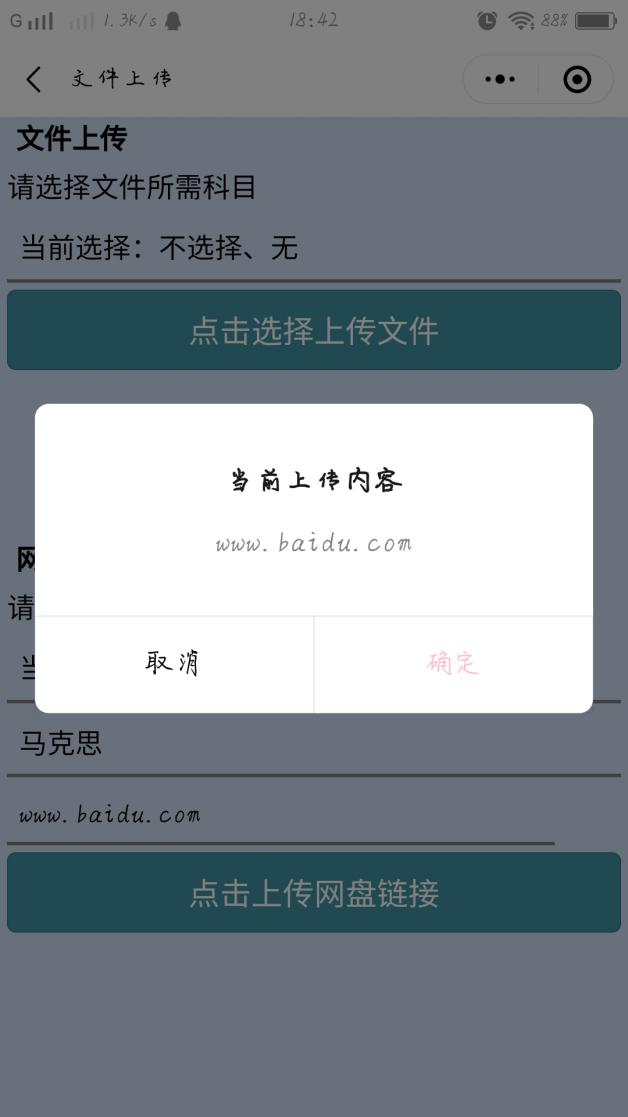 G 1.3K/s 18:42 88%
文件上传
文件上传
请选择文件所需科目
当前选择：不选择、无
点击选择上传文件
当前上传内容
www.baidu.com
取消 确定
网
请
当
马克思
www.baidu.com
点击上传网盘链接